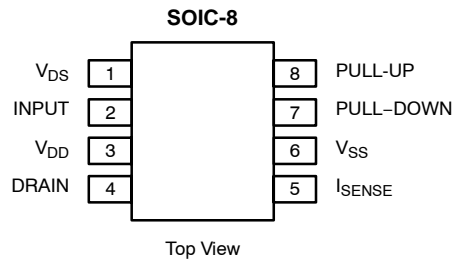 SOIC-8
VDS 1 8 PULL-UP
INPUT 2 7 PULL−DOWN
VDD 3 6 VSS
DRAIN 4 5 ISENSE
Top View